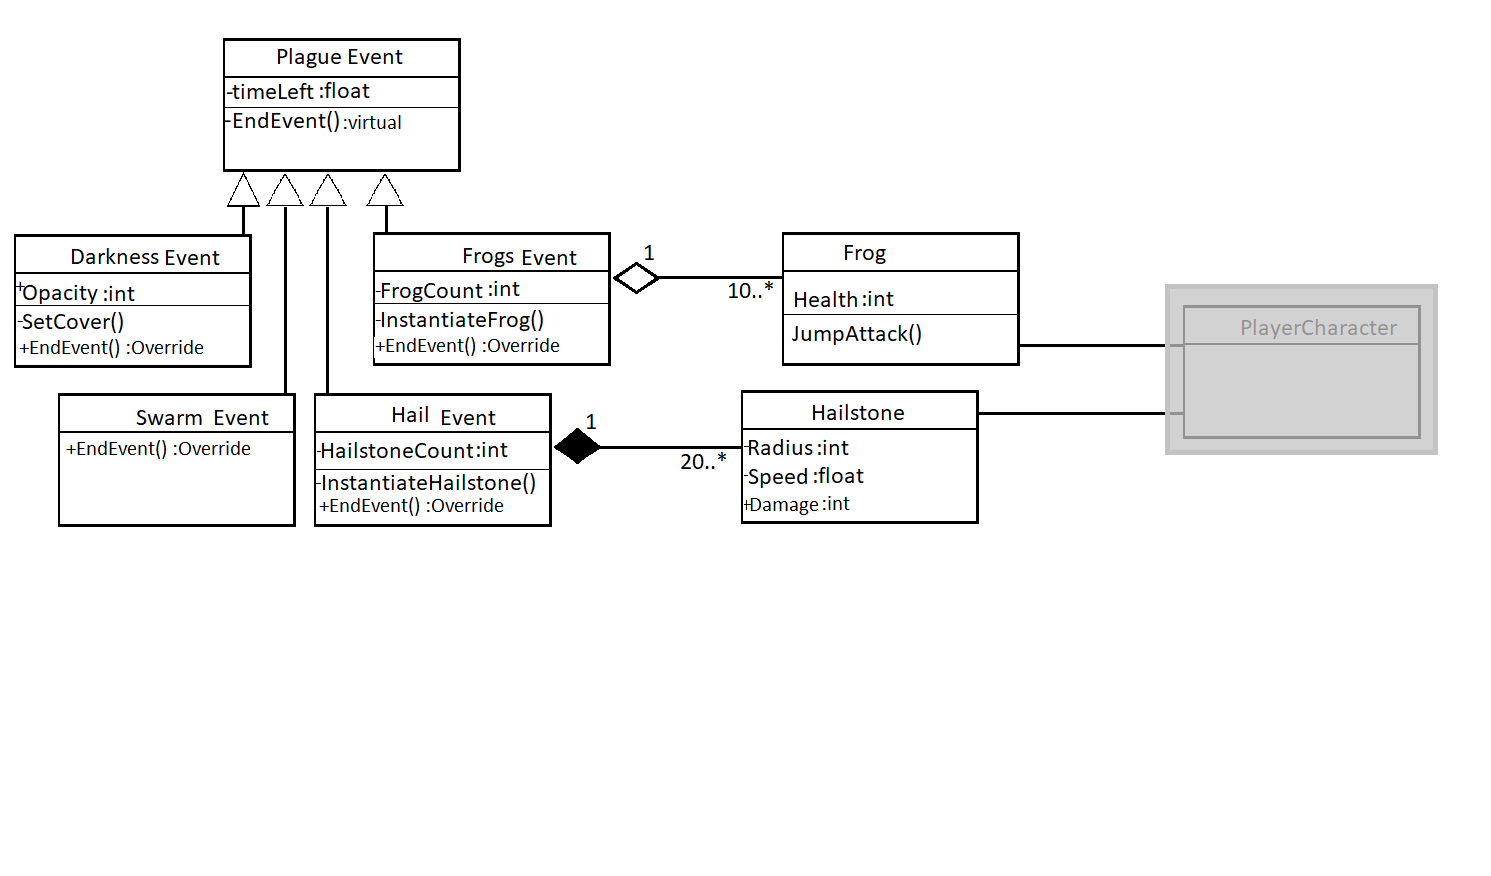 Plague Event
-timeLeft :float
-EndEvent() :virtual
Darkness Event
+Opacity :int
-SetCover()
+EndEvent() :Override
Frogs Event
-FrogCount :int
-InstantiateFrog()
+EndEvent() :Override
1
10..*
Frog
Health :int
JumpAttack()
PlayerCharacter
Swarm Event
+EndEvent() :Override
Hail Event
-HailstoneCount :int
-InstantiateHailstone()
+EndEvent() :Override
1
20..*
Hailstone
-Radius :int
-Speed :float
+Damage :int